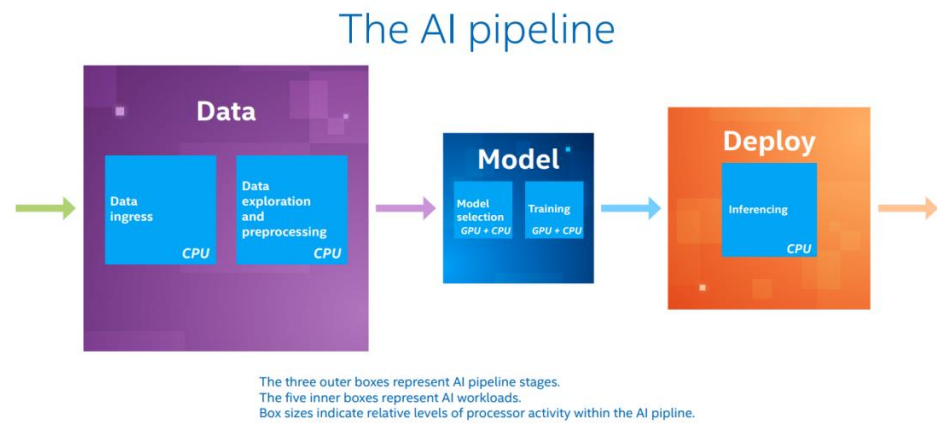 The AI pipeline
Data
Data
ingress
CPU
Data
exploration
and
preprocessing
CPU
Model
Model
selection
GPU + CPU
Training
GPU + CPU
Deploy
Inferencing
CPU
The three outer boxes represent AI pipeline stages.
The five inner boxes represent AI workloads.
Box sizes indicate relative levels of processor activity within the AI pipline.